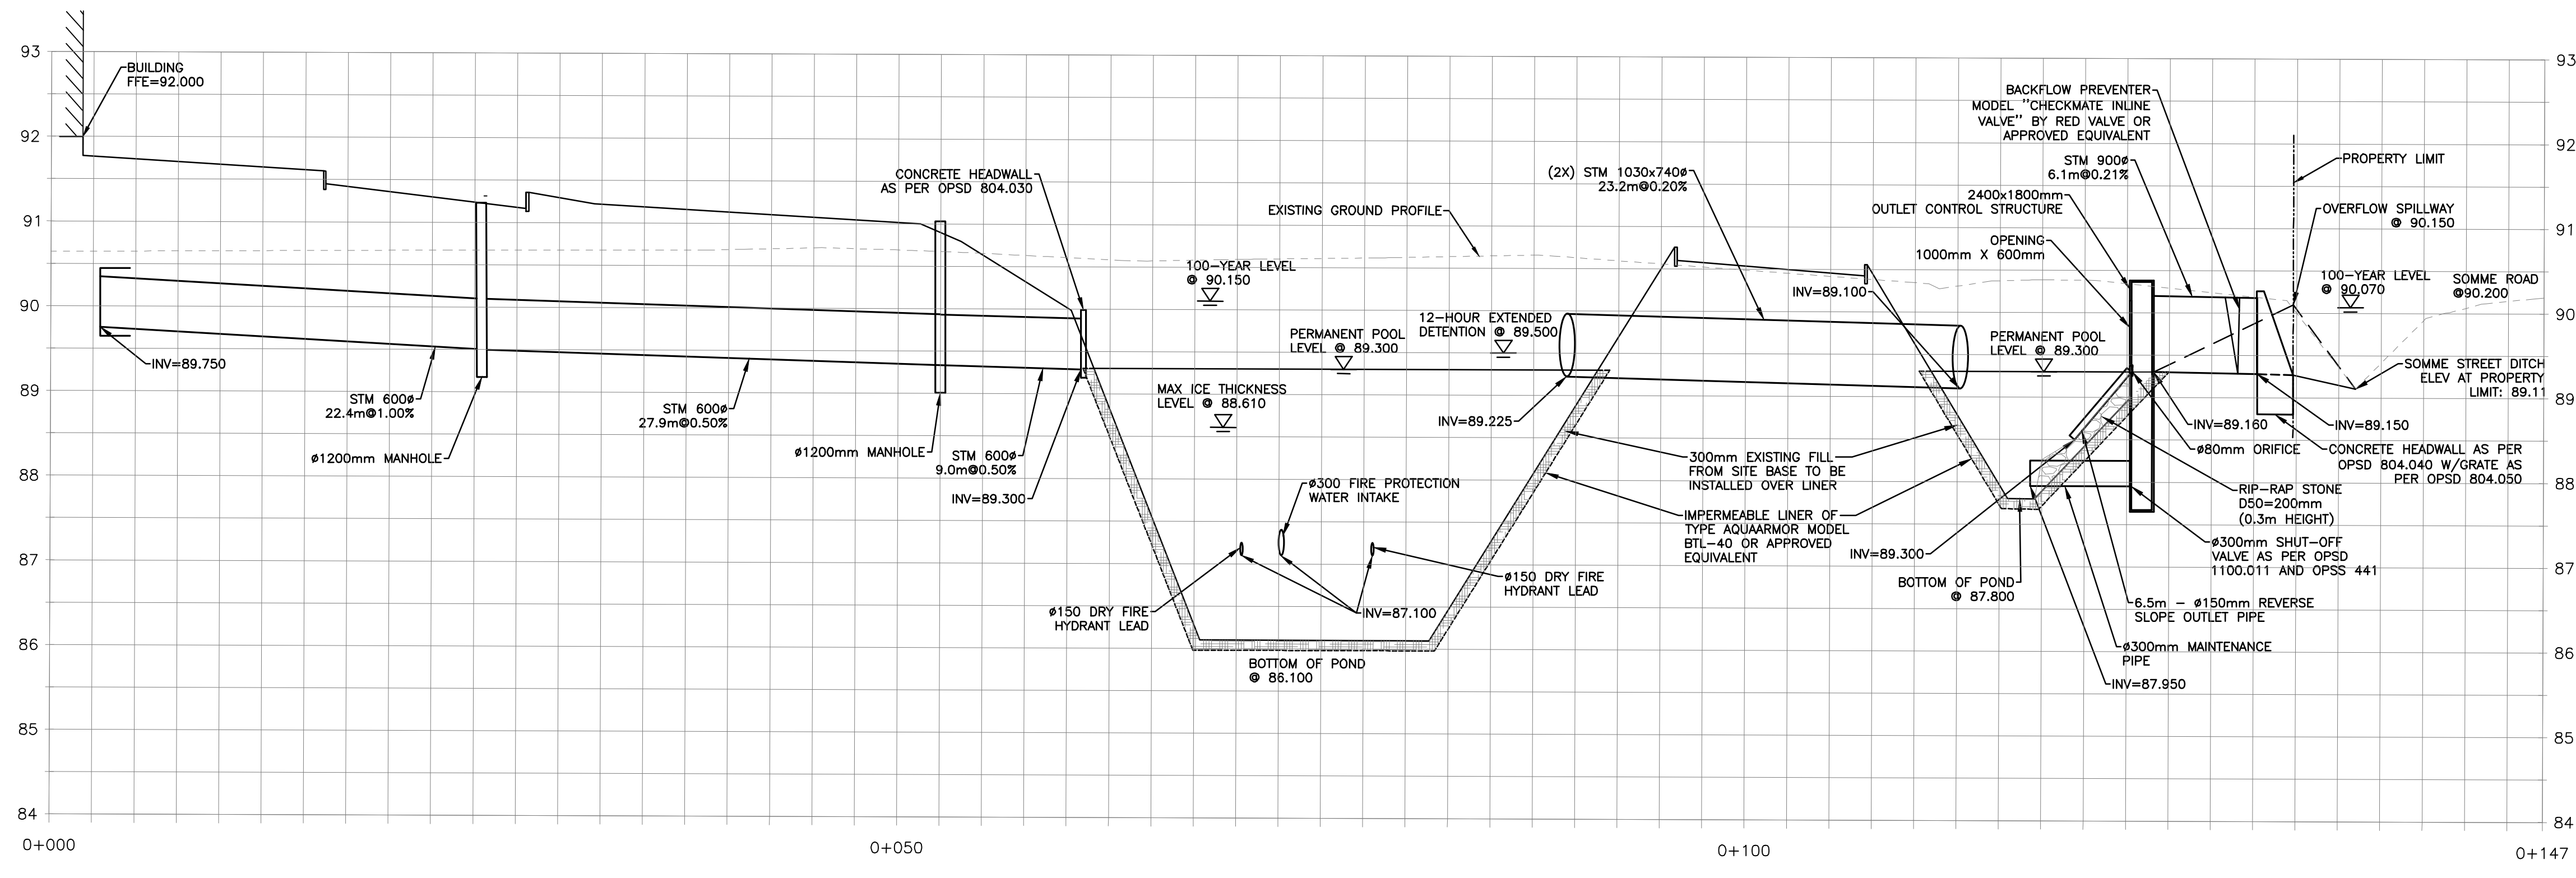 93
92
91
90
89
88
87
86
85
84
BUILDING
FFE=92.000
INV=89.750
STM 600ø
22.4m@1.00%
ø1200mm MANHOLE
STM 600ø
27.9m@0.50%
ø1200mm MANHOLE
STM 600ø
9.0m@0.50%
INV=89.300
CONCRETE HEADWALL
AS PER OPSD 804.030
100-YEAR LEVEL
@ 90.150
EXISTING GROUND PROFILE
PERMANENT POOL
LEVEL @ 89.300
MAX ICE THICKNESS
LEVEL @ 88.610
12-HOUR EXTENDED
DETENTION @ 89.500
ø300 FIRE PROTECTION
WATER INTAKE
ø150 DRY FIRE
HYDRANT LEAD
INV=87.100
ø150 DRY FIRE
HYDRANT LEAD
BOTTOM OF POND
@ 86.100
(2X) STM 1030x740ø
23.2m@0.20%
INV=89.225
INV=89.100
300mm EXISTING FILL
FROM SITE BASE TO BE
INSTALLED OVER LINER
IMPERMEABLE LINER OF
TYPE AQUAARMOR MODEL
BTL-40 OR APPROVED
EQUIVALENT
BACKFLOW PREVENTER
MODEL "CHECKMATE INLINE
VALVE" BY RED VALVE OR
APPROVED EQUIVALENT
STM 900ø
6.1m@0.21%
2400x1800mm
OUTLET CONTROL STRUCTURE
OPENING
1000mm X 600mm
PERMANENT POOL
LEVEL @ 89.300
PROPERTY LIMIT
OVERFLOW SPILLWAY
@ 90.150
100-YEAR LEVEL
@ 90.070
SOMME ROAD
@90.200
SOMME STREET DITCH
ELEV AT PROPERTY
LIMIT: 89.11
INV=89.160
INV=89.150
ø80mm ORIFICE
CONCRETE HEADWALL AS PER
OPSD 804.040 W/GRATE AS
PER OPSD 804.050
RIP-RAP STONE
D50=200mm
(0.3m HEIGHT)
ø300mm SHUT-OFF
VALVE AS PER OPSD
1100.011 AND OPSS 441
INV=89.300
BOTTOM OF POND
@ 87.800
6.5m - ø150mm REVERSE
SLOPE OUTLET PIPE
ø300mm MAINTENANCE
PIPE
INV=87.950
93
92
91
90
89
88
87
86
85
84
0+000
0+050
0+100
0+147